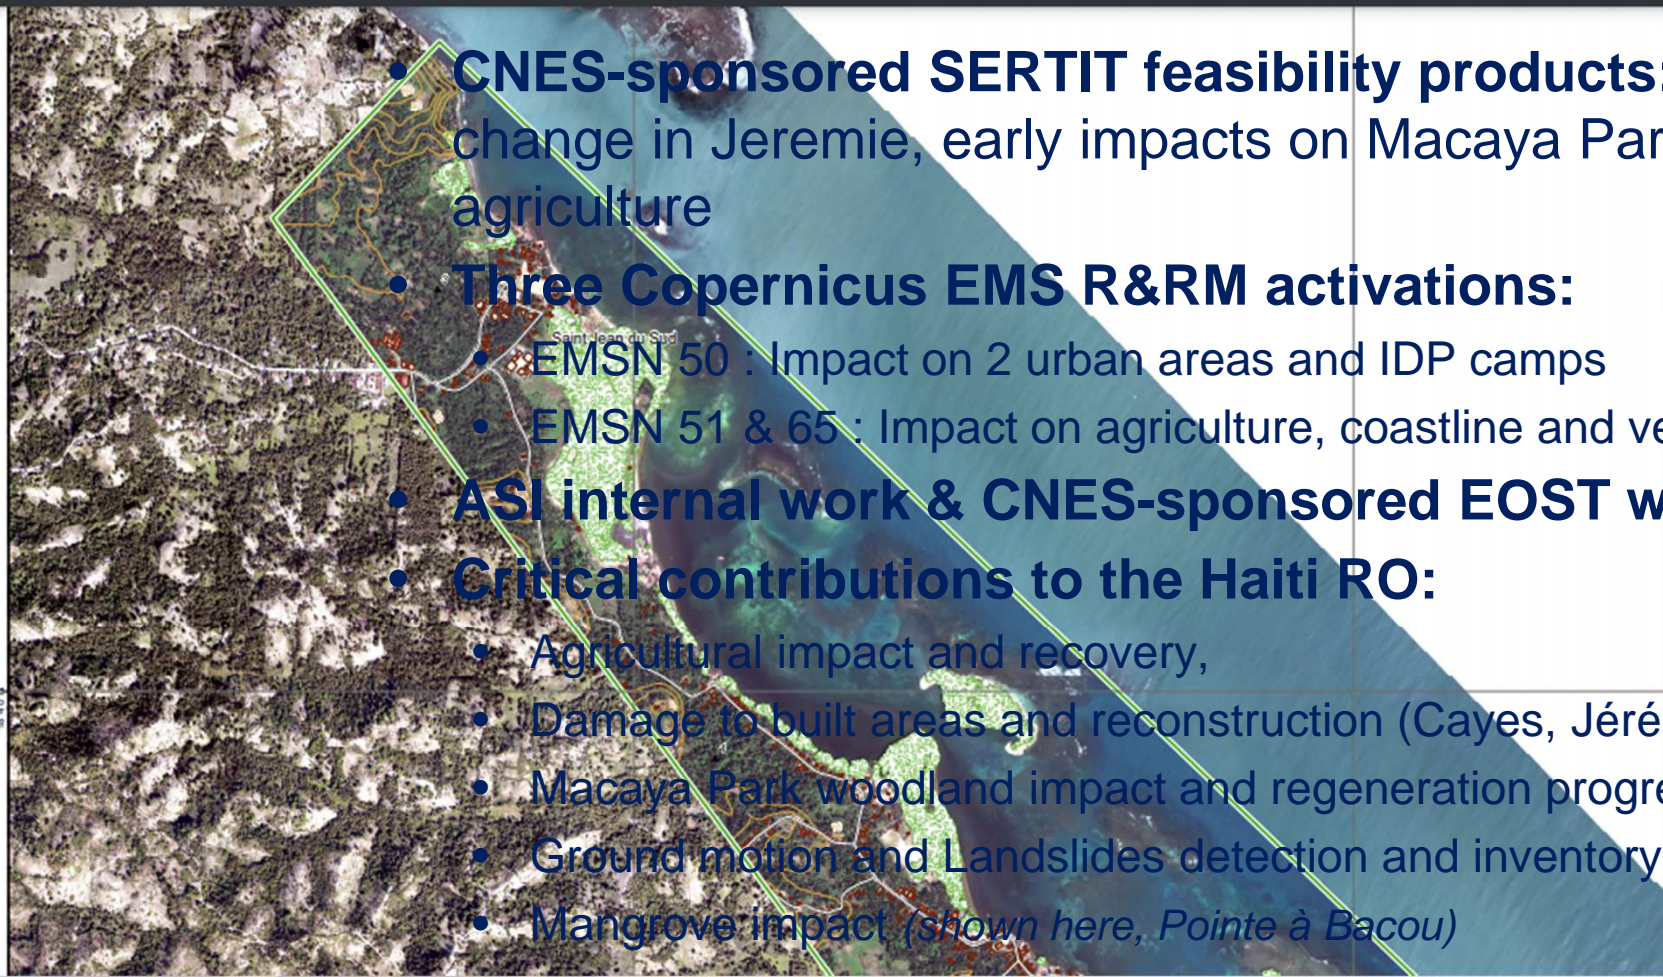 • CNES-sponsored SERTIT feasibility products:
change in Jeremie, early impacts on Macaya Par
agriculture
• Three Copernicus EMS R&RM activations:
Saint Jean du Sud
• EMSN 50 : Impact on 2 urban areas and IDP camps
• EMSN 51 & 65 : Impact on agriculture, coastline and ve
• ASI internal work & CNES-sponsored EOST w
• Critical contributions to the Haiti RO:
• Agricultural impact and recovery,
• Damage to built areas and reconstruction (Cayes, Jéré
• Macaya Park woodland impact and regeneration progre
• Ground motion and Landslides detection and inventory
• Mangrove impact (shown here, Pointe à Bacou)